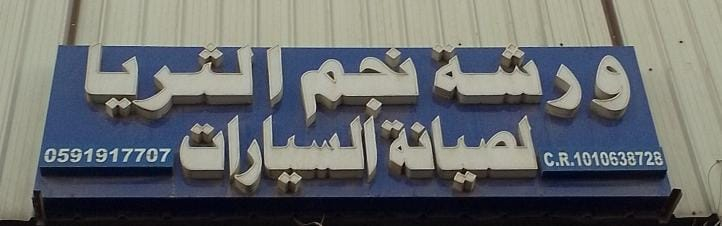 ورشة نجم الثريا
لصيانة السيارات
C.R.1010638728
0591917707